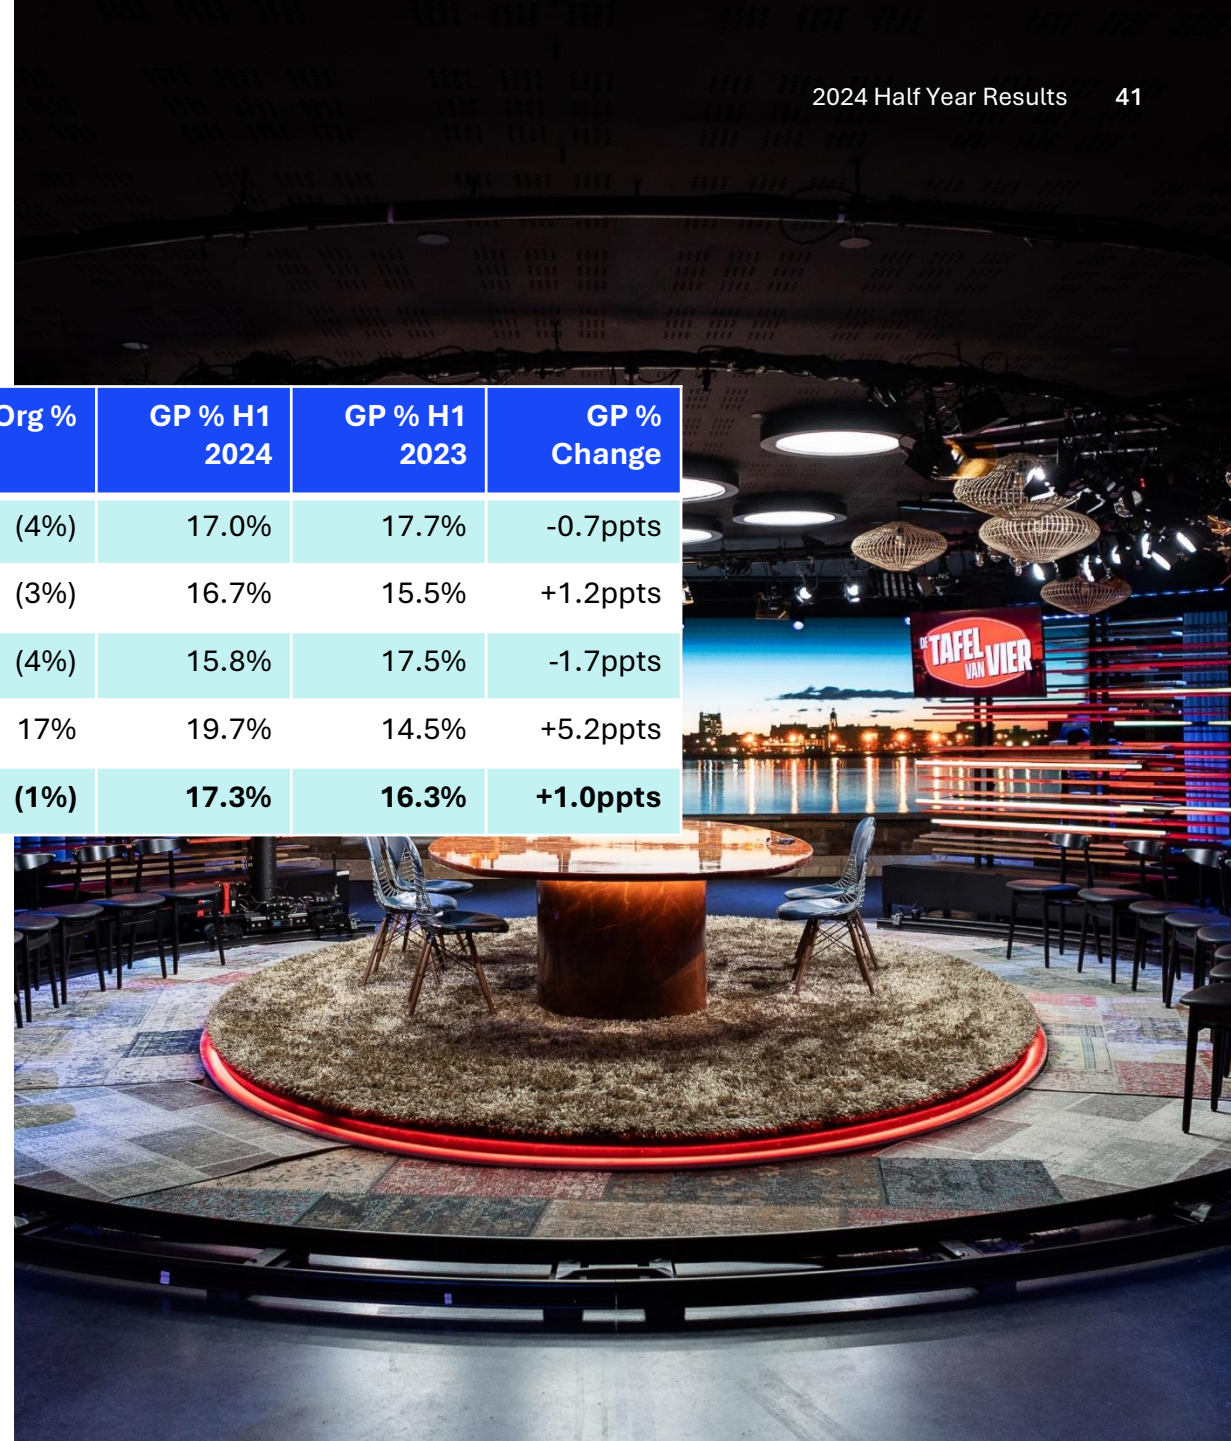 2024 Half Year Results 41
Org % GP % H1 2024 GP % H1 2023 GP % Change
(4%) 17.0% 17.7% -0.7ppts
(3%) 16.7% 15.5% +1.2ppts
(4%) 15.8% 17.5% -1.7ppts
17% 19.7% 14.5% +5.2ppts
(1%) 17.3% 16.3% +1.0ppts
DE
TAFEL
VAN VIER